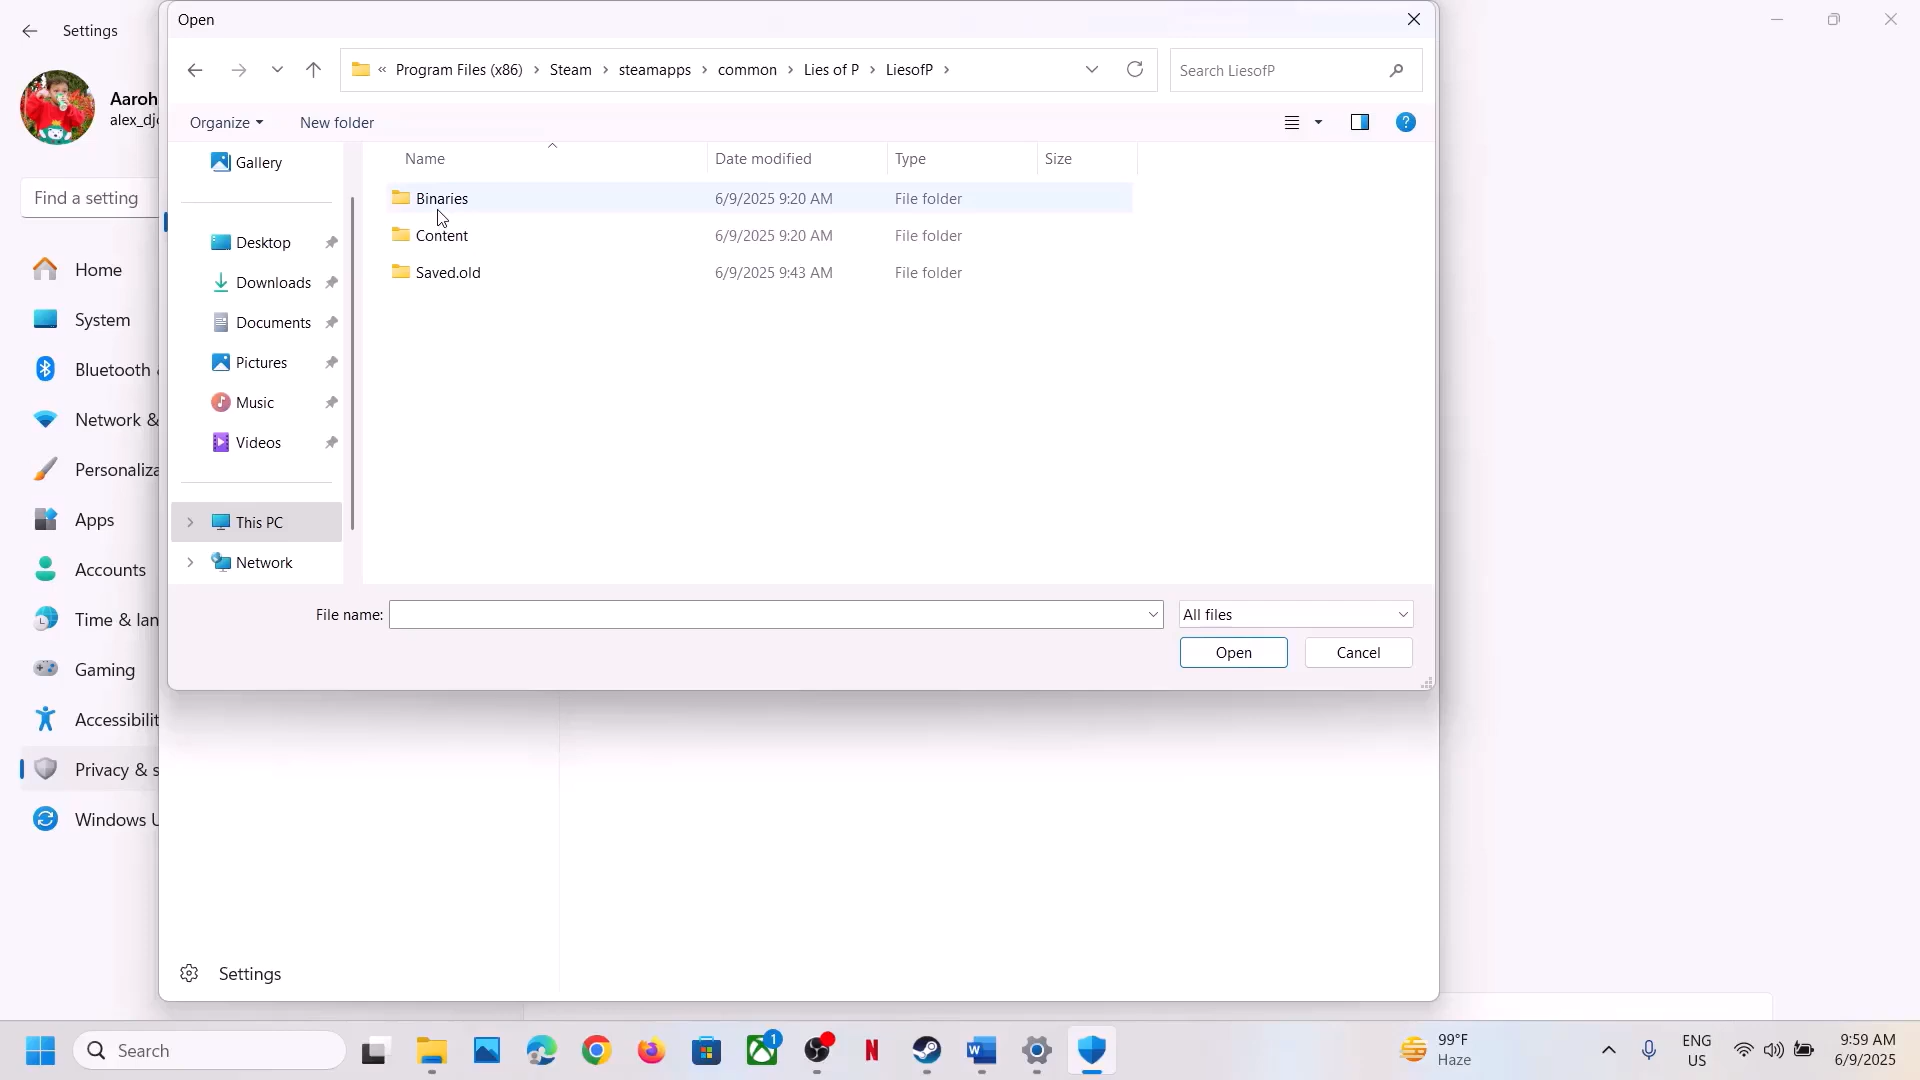 Settings
Open
Aaroh
alex_djo
Find a setting
Home
System
Bluetooth
Network &
Personaliza
Apps
Accounts
Time & lan
Gaming
Accessibilit
Privacy & s
Windows U
« Program Files (x86) > Steam > steamapps > common > Lies of P > LiesofP >
Search LiesofP
Organize
New folder
Gallery
Desktop
Downloads
Documents
Pictures
Music
Videos
This PC
Network
Name Date modified Type Size
Binaries 6/9/2025 9:20 AM File folder
Content 6/9/2025 9:20 AM File folder
Saved.old 6/9/2025 9:43 AM File folder
File name:
All files
Open
Cancel
Settings
Search
1
99°F
Haze
ENG
US
9:59 AM
6/9/2025